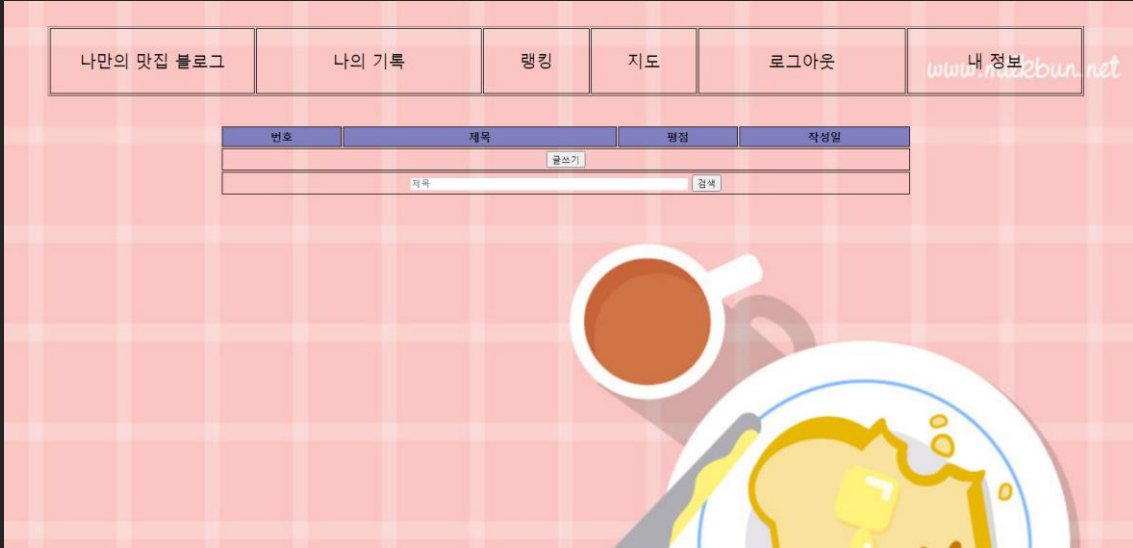 나만의 맛집 블로그 나의 기록 랭킹 지도 로그아웃 내 정보
www.milkbun.net
번호 제목 평점 작성일
글쓰기
제목 검색